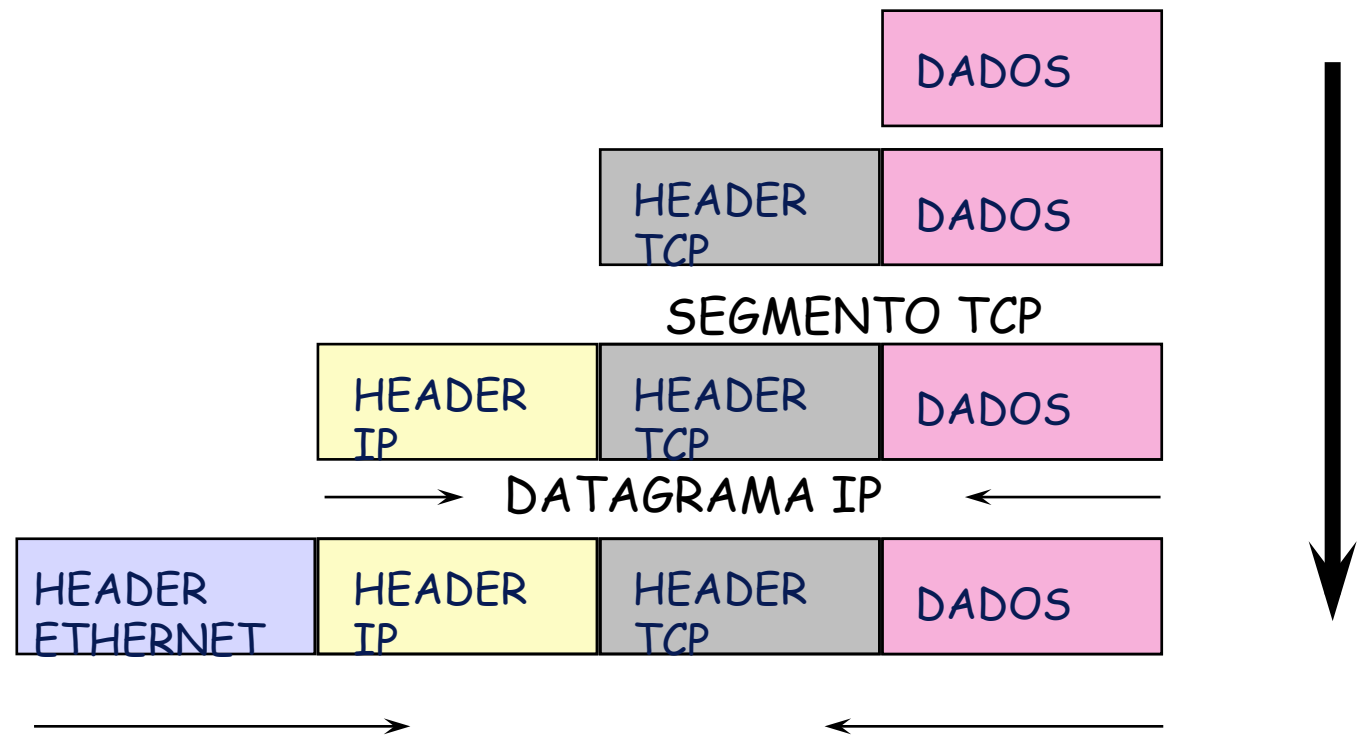 DADOS
HEADER
TCP
DADOS
SEGMENTO TCP
HEADER
IP
HEADER
TCP
DADOS
DATAGRAMA IP
HEADER
ETHERNET
HEADER
IP
HEADER
TCP
DADOS